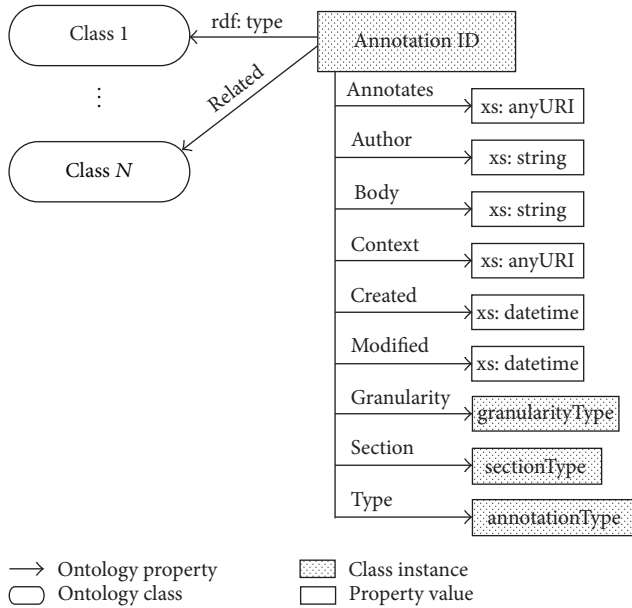 Class 1
rdf: type
Annotation ID
Related
⋮
Class N
Annotates
xs: anyURI
Author
xs: string
Body
xs: string
Context
xs: anyURI
Created
xs: datetime
Modified
xs: datetime
Granularity
granularityType
Section
sectionType
Type
annotationType
Ontology property
Class instance
Ontology class
Property value